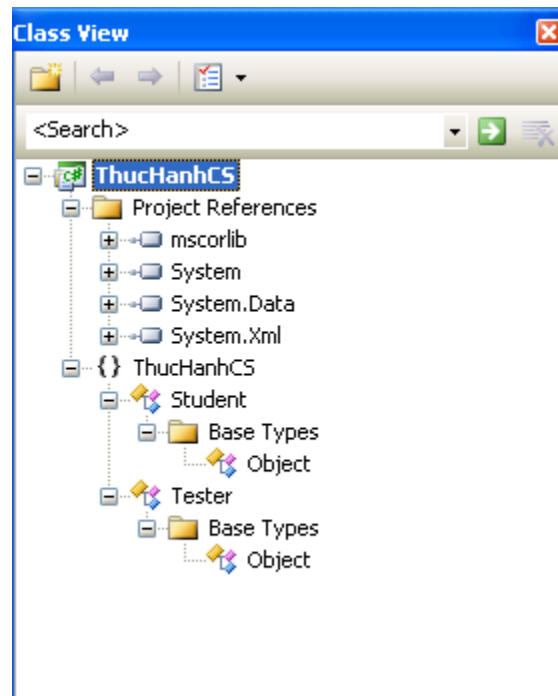 Class View
<Search>
ThucHanhCS
Project References
mscorlib
System
System.Data
System.Xml
{} ThucHanhCS
Student
Base Types
Object
Tester
Base Types
Object